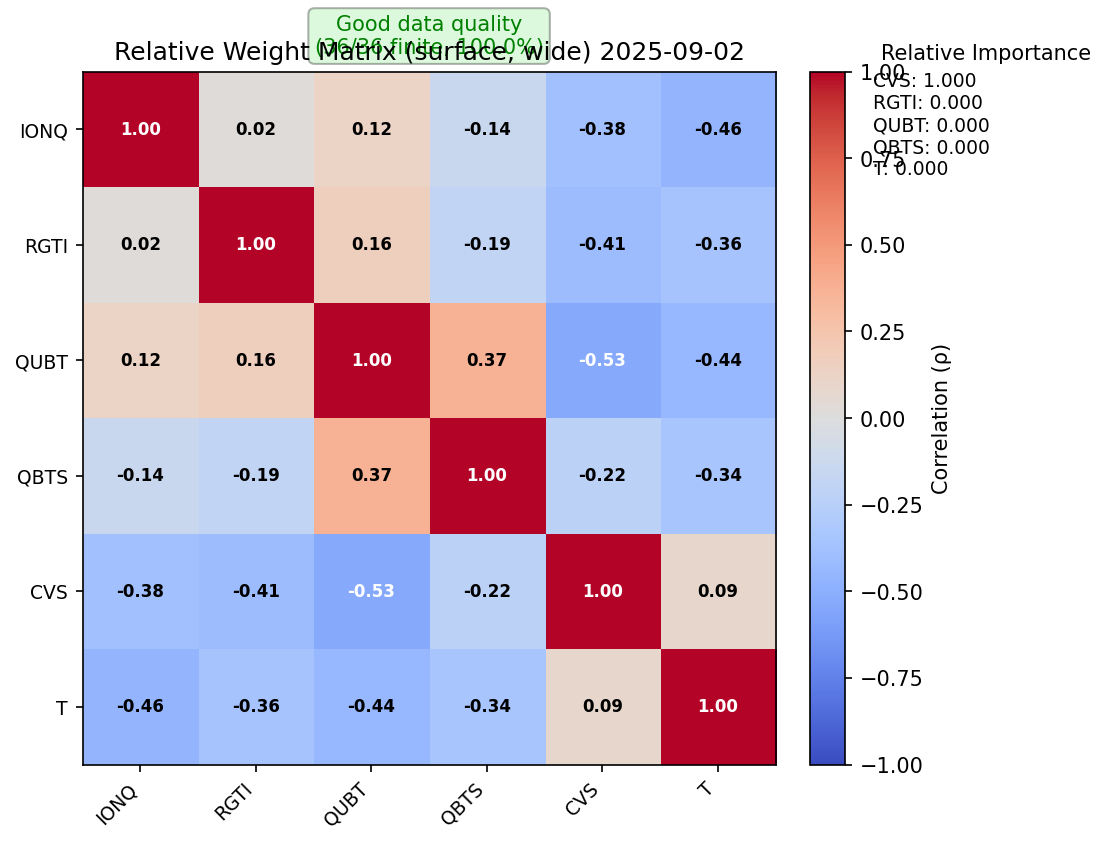 Good data quality
(36/36 finite, 100.0%)
Relative Weight Matrix (surface, wide) 2025-09-02
Relative Importance
CVS: 1.000
RGTI: 0.000
QUBT: 0.000
QBTS: 0.000
T: 0.000
IONQ 1.00 0.02 0.12 -0.14 -0.38 -0.46
RGTI 0.02 1.00 0.16 -0.19 -0.41 -0.36
QUBT 0.12 0.16 1.00 0.37 -0.53 -0.44
QBTS -0.14 -0.19 0.37 1.00 -0.22 -0.34
CVS -0.38 -0.41 -0.53 -0.22 1.00 0.09
T -0.46 -0.36 -0.44 -0.34 0.09 1.00
IONQ RGTI QUBT QBTS CVS T
1.00
0.75
0.50
0.25
0.00
−0.25
−0.50
−0.75
−1.00
Correlation (ρ)